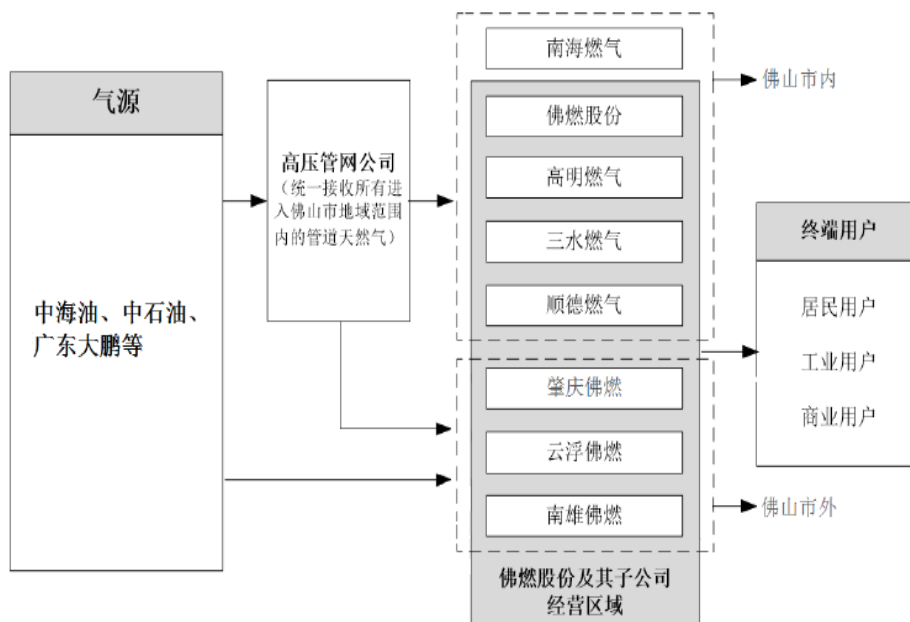 气源
中海油、中石油、
广东大鹏等
高压管网公司
（统一接收所有进
入佛山市地域范围
内的管道天然气）
南海燃气
佛燃股份
高明燃气
三水燃气
顺德燃气
肇庆佛燃
云浮佛燃
南雄佛燃
佛燃股份及其子公司
经营区域
佛山市内
终端用户
居民用户
工业用户
商业用户
佛山市外